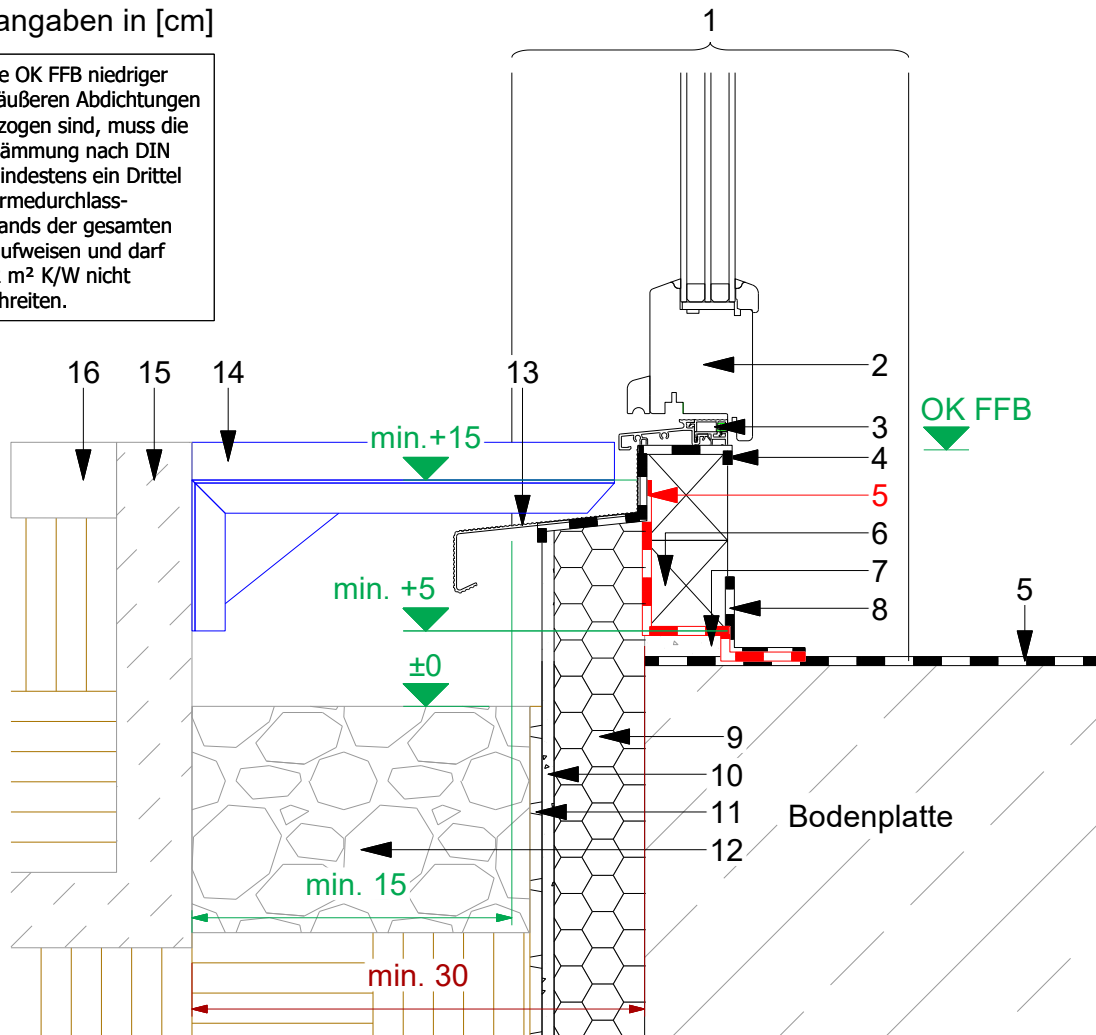 angaben in [cm]
e OK FFB niedriger
äußeren Abdichtungen
zogen sind, muss die
ämmung nach DIN
indestens ein Drittel
rmedurchlass-
ands der gesamten
ufweisen und darf
m² K/W nicht
hreiten.
1
2
16
15
14
13
min.+15
OK FFB
3
4
5
6
min. +5
7
8
5
±0
9
10
11
12
Bodenplatte
min. 15
min. 30